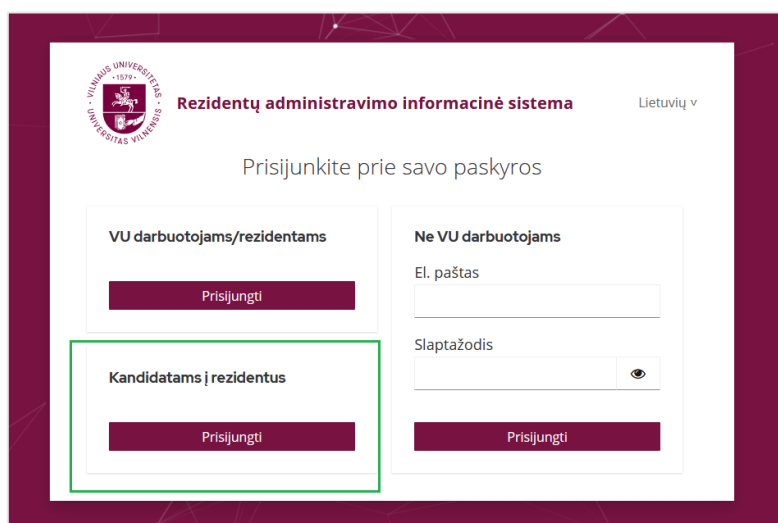 VILNIAUS UNIVERSITETAS · UNIVERSITAS VILNENSIS ·
· 1579 ·
Rezidentų administravimo informacinė sistema
Lietuvių v
Prisijunkite prie savo paskyros
VU darbuotojams/rezidentams
Prisijungti
Kandidatams į rezidentus
Prisijungti
Ne VU darbuotojams
El. paštas
Slaptažodis
Prisijungti